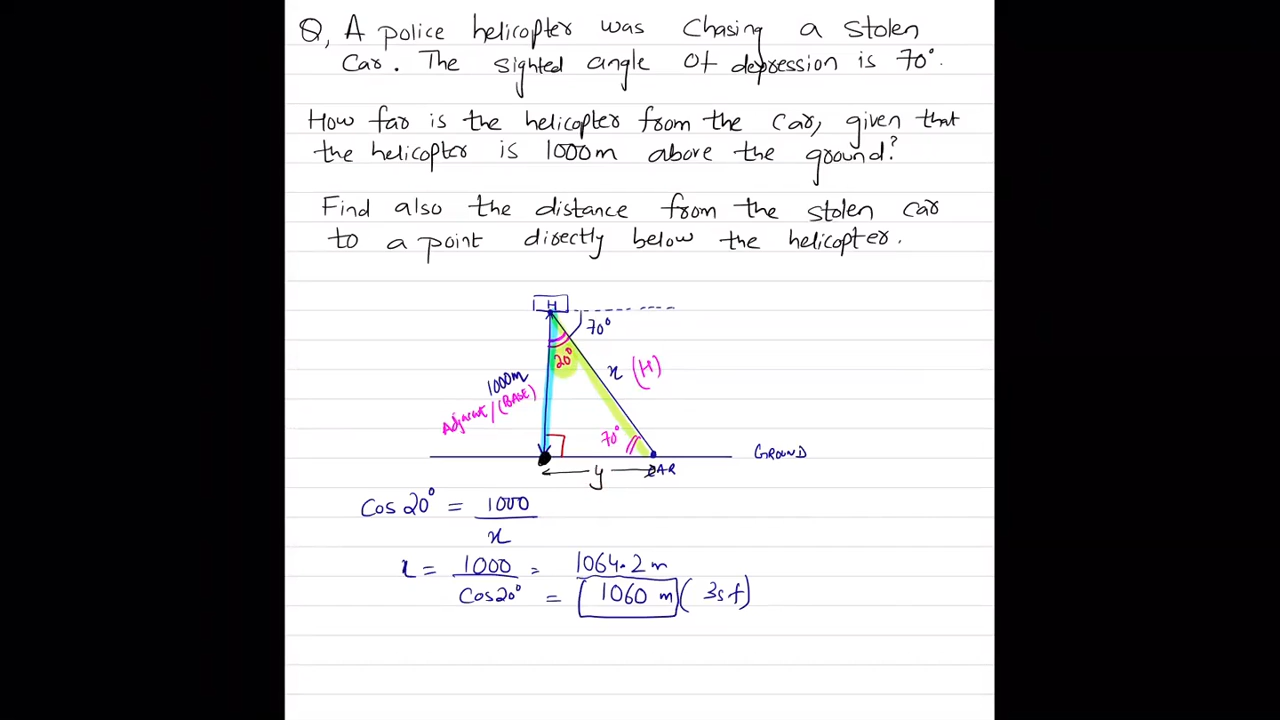 Q, A police helicopter was chasing a stolen
car. The sighted angle of depression is 70°.
How far is the helicopter from the car, given that
the helicopter is 1000m above the ground?
Find also the distance from the stolen car
to a point directly below the helicopter.
H
70°
20°
x (H)
1000m
Adjacent/(BASE)
70°
GROUND
y
CAR
Cos 20° = 1000
x
x = 1000 = 1064.2 m
Cos20° = 1060 m (3sf)